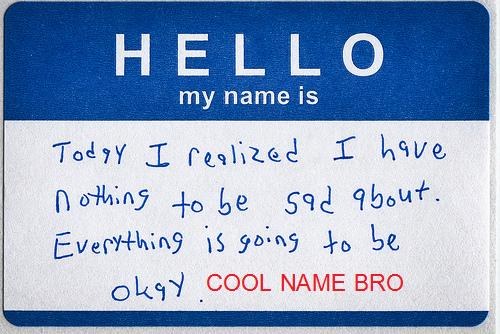 HELLO
my name is
Today I realized I have
nothing to be sad about.
Everything is going to be
okay. COOL NAME BRO